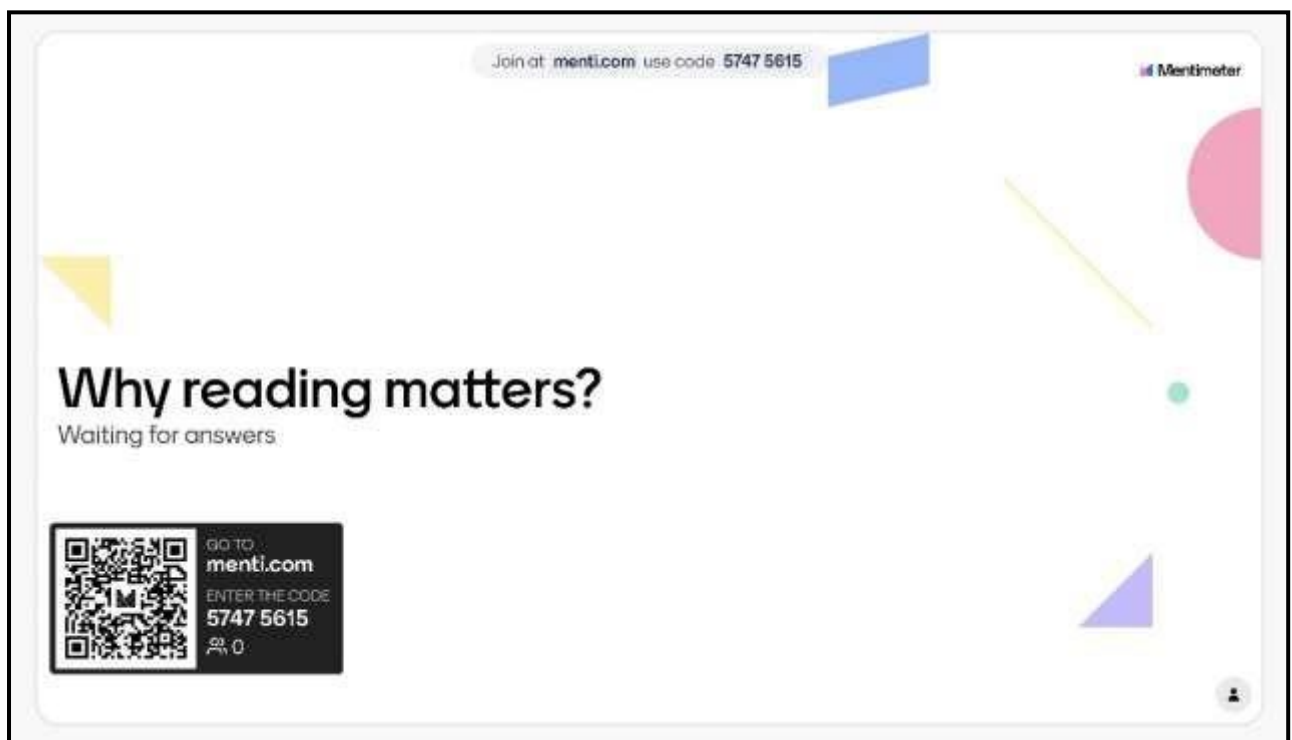 Join at menti.com use code 5747 5615
Mentimeter
Why reading matters?
Waiting for answers
GO TO
menti.com
ENTER THE CODE
5747 5615
0